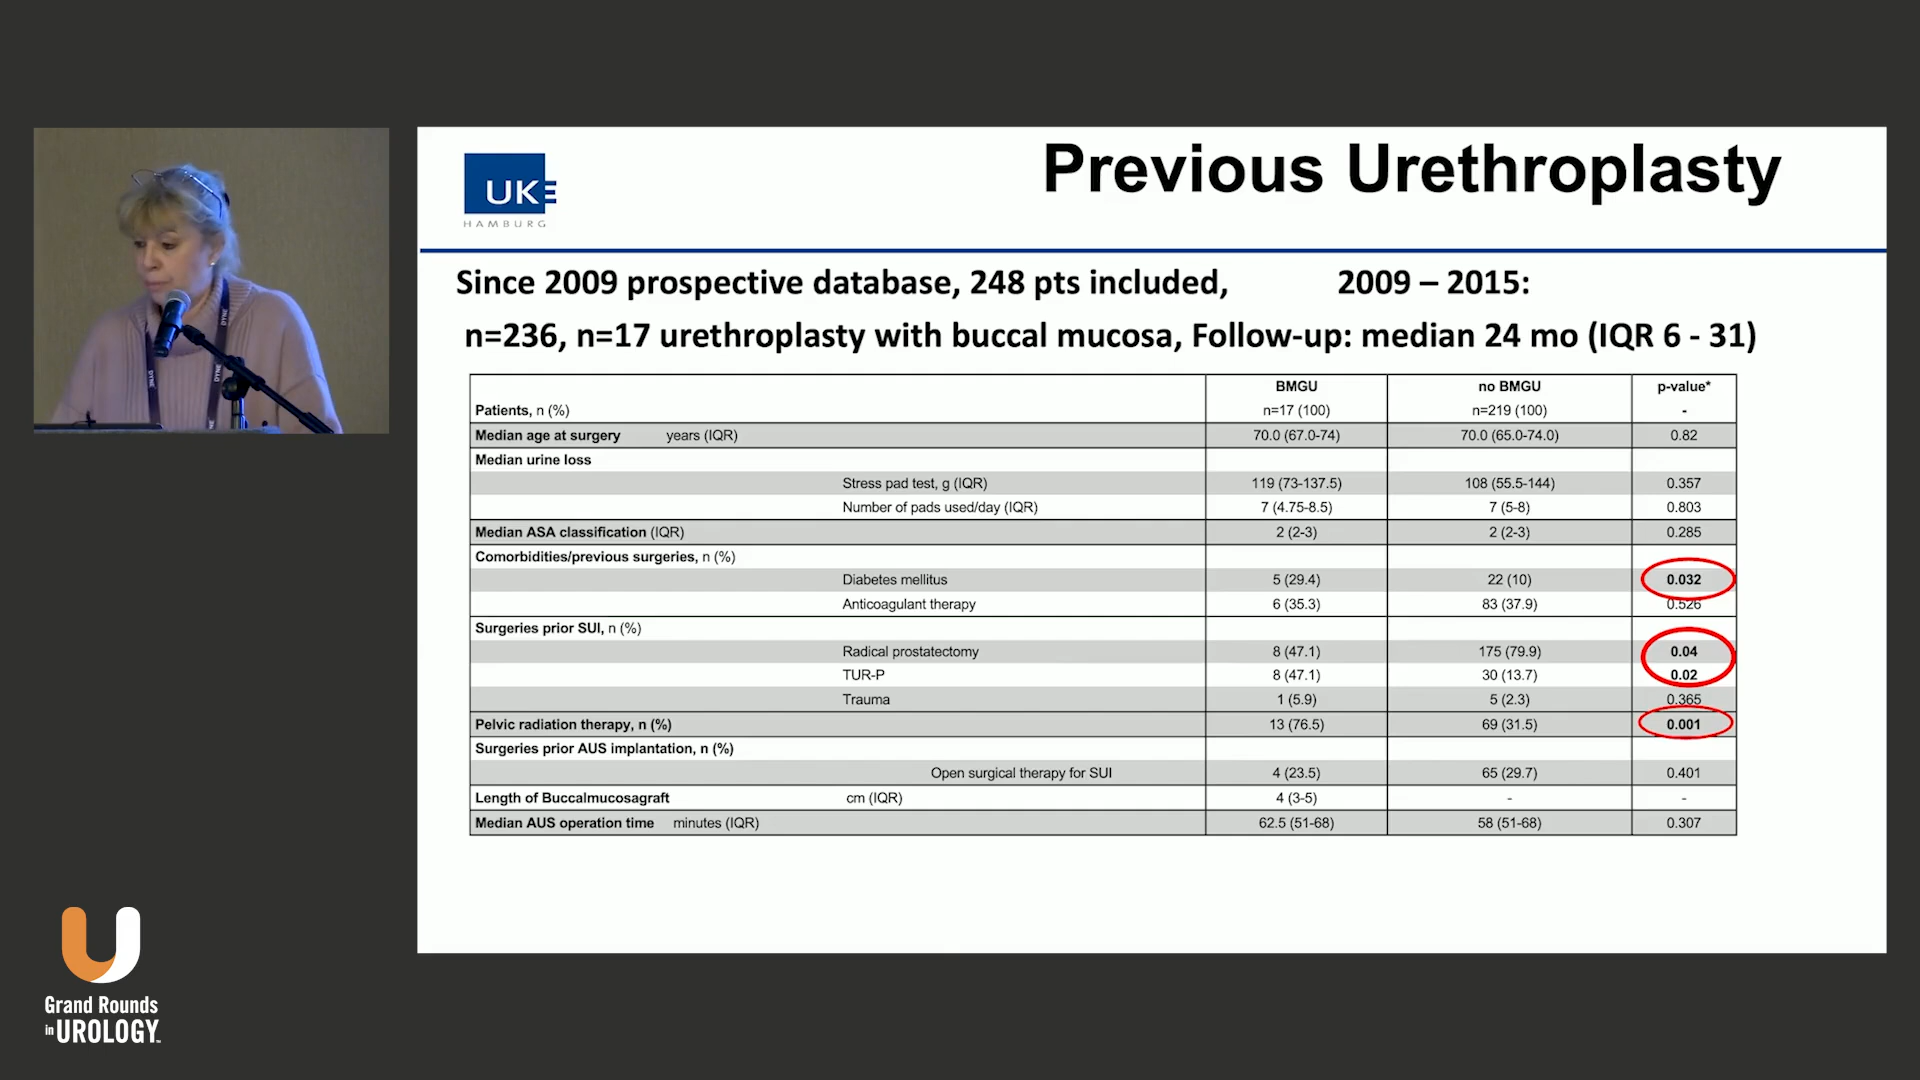 Previous Urethroplasty
UKE
HAMBURG
Since 2009 prospective database, 248 pts included, 2009 – 2015:
n=236, n=17 urethroplasty with buccal mucosa, Follow-up: median 24 mo (IQR 6 - 31)
BMGU no BMGU p-value*
Patients, n (%) n=17 (100) n=219 (100) -
Median age at surgery years (IQR) 70.0 (67.0-74) 70.0 (65.0-74.0) 0.82
Median urine loss
Stress pad test, g (IQR) 119 (73-137.5) 108 (55.5-144) 0.357
Number of pads used/day (IQR) 7 (4.75-8.5) 7 (5-8) 0.803
Median ASA classification (IQR) 2 (2-3) 2 (2-3) 0.285
Comorbidities/previous surgeries, n (%)
Diabetes mellitus 5 (29.4) 22 (10) 0.032
Anticoagulant therapy 6 (35.3) 83 (37.9) 0.526
Surgeries prior SUI, n (%)
Radical prostatectomy 8 (47.1) 175 (79.9) 0.04
TUR-P 8 (47.1) 30 (13.7) 0.02
Trauma 1 (5.9) 5 (2.3) 0.365
Pelvic radiation therapy, n (%) 13 (76.5) 69 (31.5) 0.001
Surgeries prior AUS implantation, n (%)
Open surgical therapy for SUI 4 (23.5) 65 (29.7) 0.401
Length of Buccalmucosagraft cm (IQR) 4 (3-5) - -
Median AUS operation time minutes (IQR) 62.5 (51-68) 58 (51-68) 0.307
DYNE
DYNE
DYNE
Grand Rounds
in UROLOGY